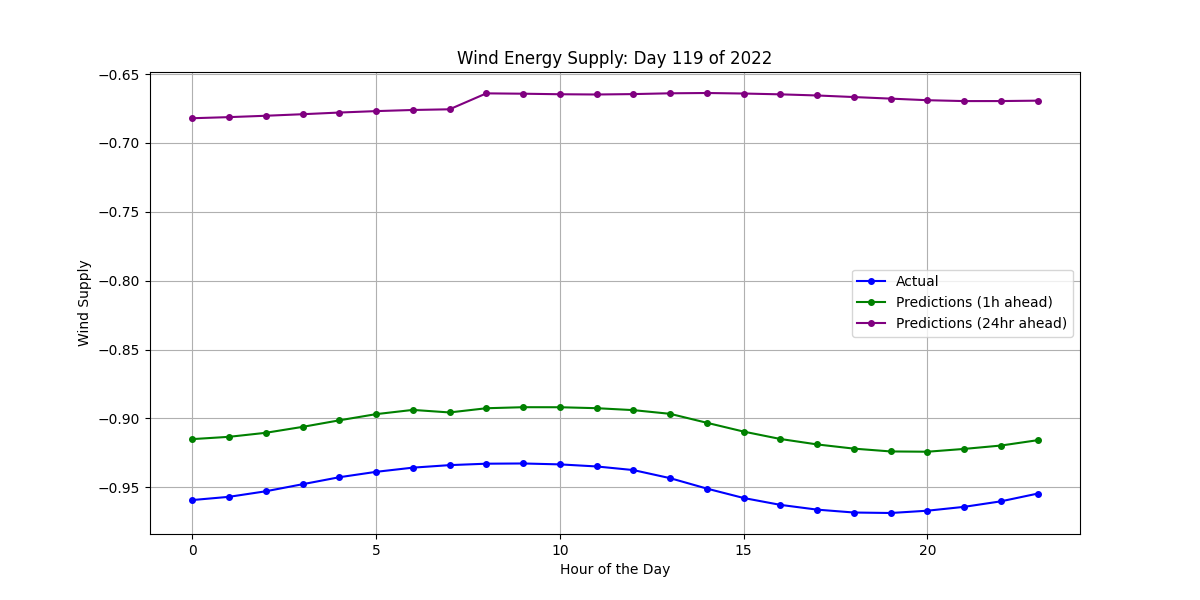 Wind Energy Supply: Day 119 of 2022
−0.65
−0.70
−0.75
−0.80
−0.85
−0.90
−0.95
Wind Supply
Actual
Predictions (1h ahead)
Predictions (24hr ahead)
0 5 10 15 20
Hour of the Day